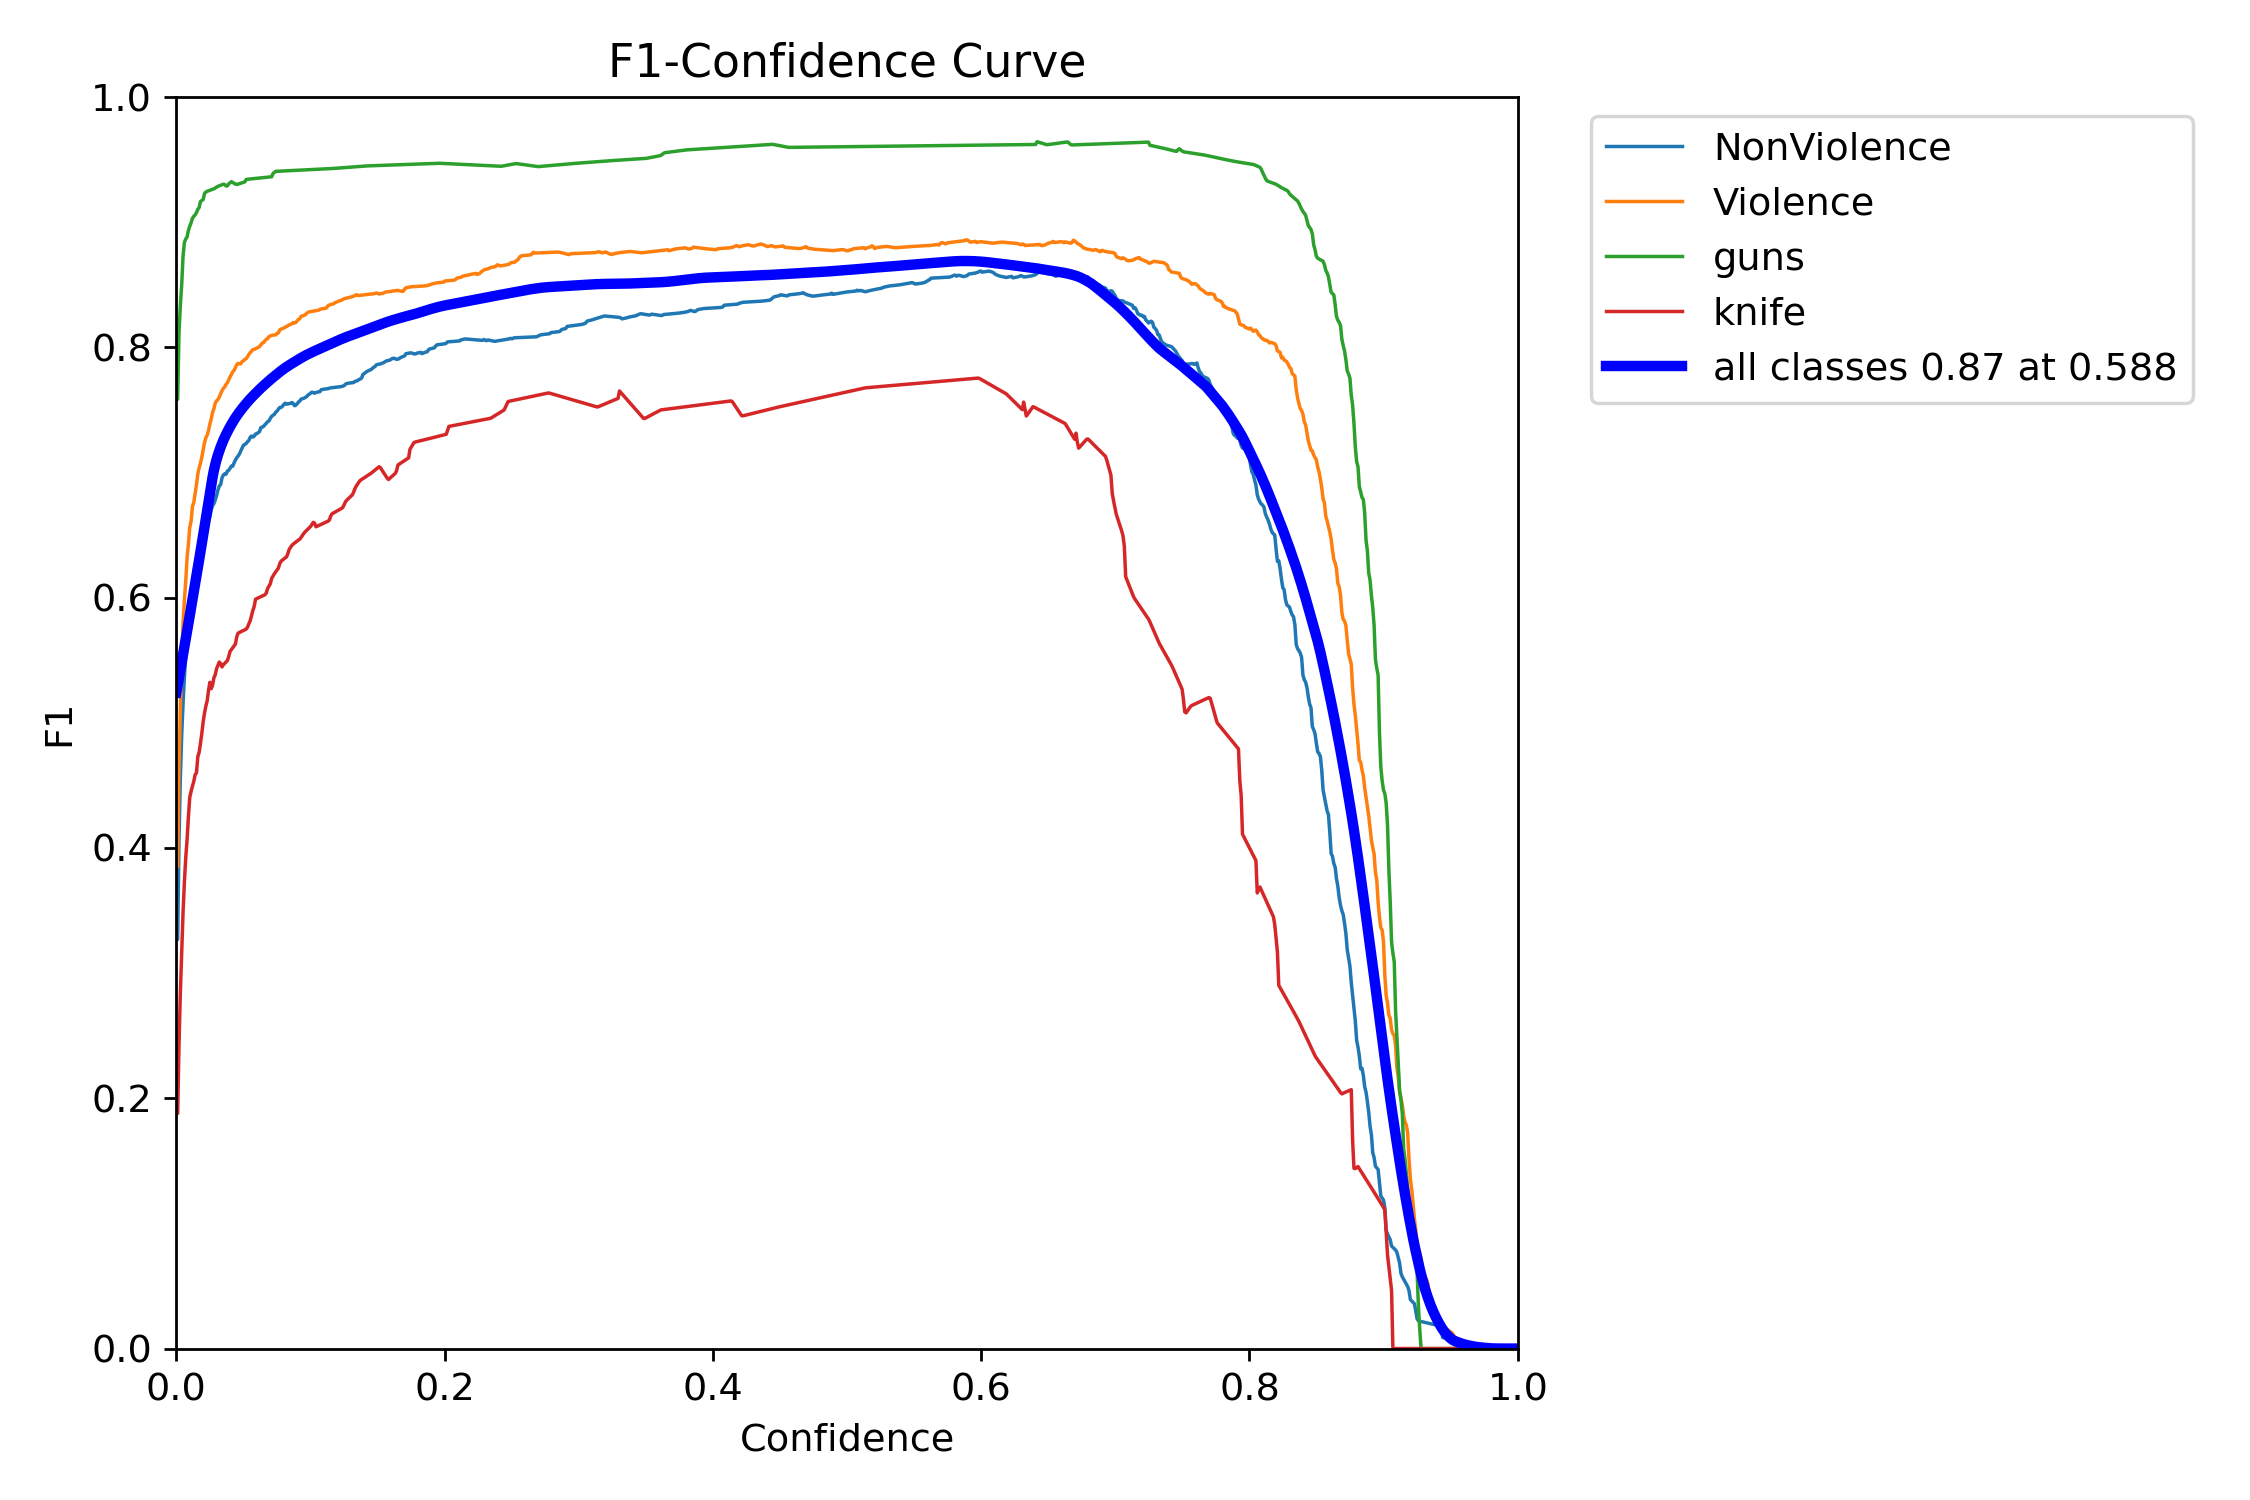 F1-Confidence Curve
1.0
0.8
0.6
0.4
0.2
0.0
F1
0.0 0.2 0.4 0.6 0.8 1.0
Confidence
NonViolence
Violence
guns
knife
all classes 0.87 at 0.588